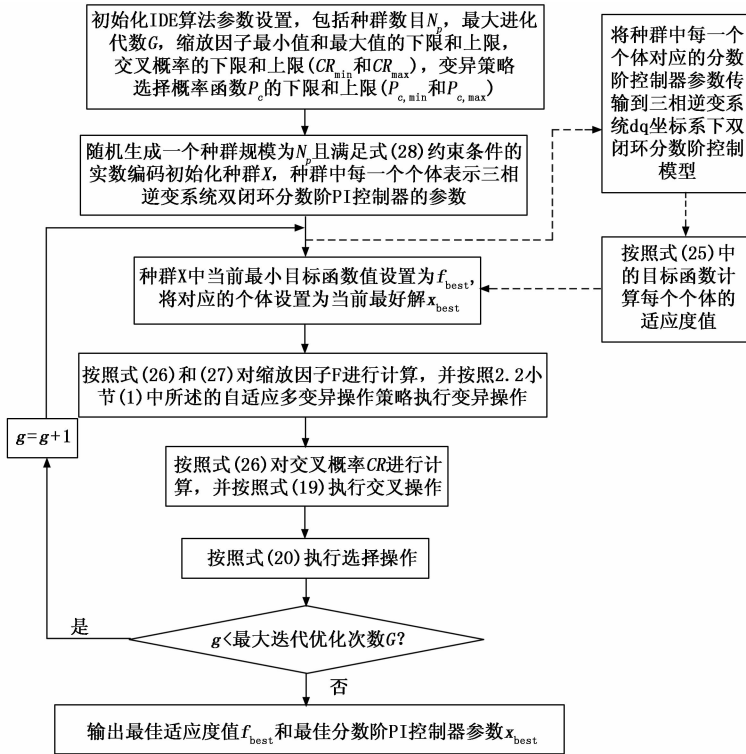 初始化IDE算法参数设置，包括种群数目Np，最大进化
代数G，缩放因子最小值和最大值的下限和上限，
交叉概率的下限和上限(CRmin和CRmax)，变异策略
选择概率函数Pc的下限和上限(Pc,min和Pc,max)
随机生成一个种群规模为Np且满足式(28)约束条件的
实数编码初始化种群X，种群中每一个个体表示三相
逆变系统双闭环分数阶PI控制器的参数
将种群中每一个
个体对应的分数
阶控制器参数传
输到三相逆变系
统dq坐标系下双
闭环分数阶控制
模型
按照式(25)中
的目标函数计
算每个个体的
适应度值
种群X中当前最小目标函数值设置为fbest，
将对应的个体设置为当前最好解xbest
按照式(26)和(27)对缩放因子F进行计算，并按照2.2小
节(1)中所述的自适应多变异操作策略执行变异操作
g=g+1
按照式(26)对交叉概率CR进行计
算，并按照式(19)执行交叉操作
按照式(20)执行选择操作
是
g<最大迭代优化次数G?
否
输出最佳适应度值fbest和最佳分数阶PI控制器参数xbest